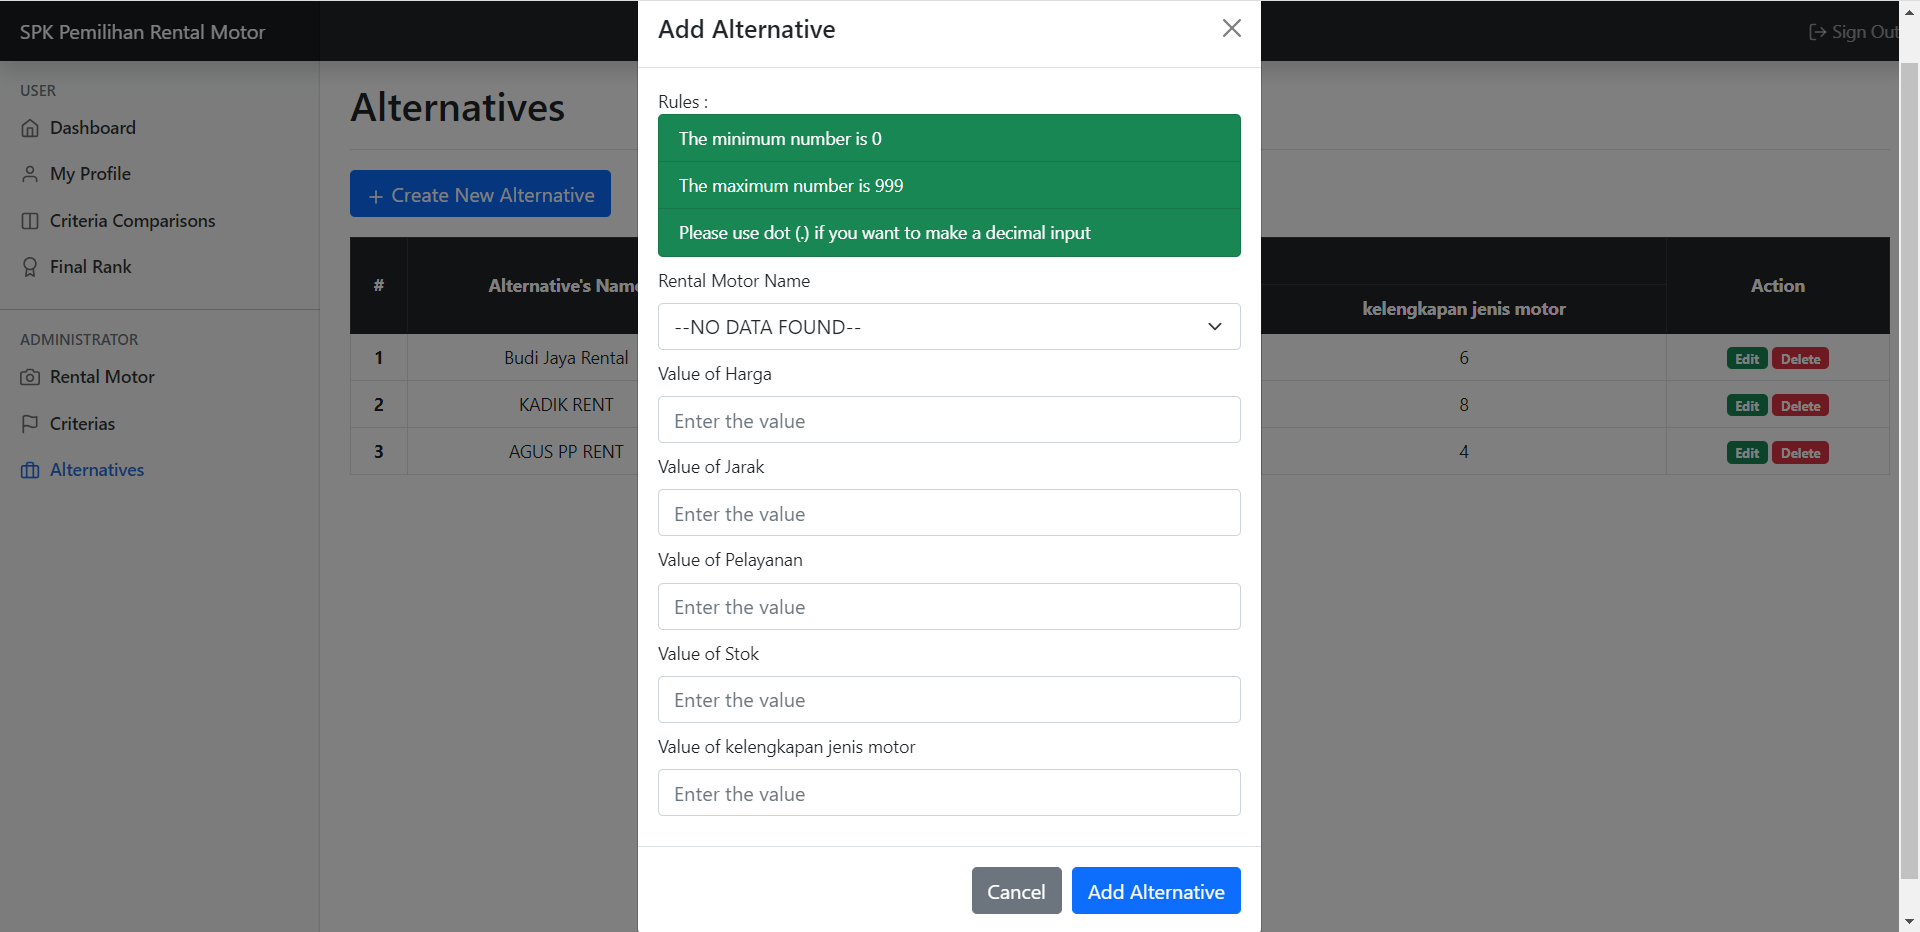 SPK Pemilihan Rental Motor
Sign Out
USER
Dashboard
My Profile
Criteria Comparisons
Final Rank
ADMINISTRATOR
Rental Motor
Criterias
Alternatives
Alternatives
+ Create New Alternative
# Alternative's Name kelengkapan jenis motor Action
1 Budi Jaya Rental 6 Edit Delete
2 KADIK RENT 8 Edit Delete
3 AGUS PP RENT 4 Edit Delete
Add Alternative
Rules :
The minimum number is 0
The maximum number is 999
Please use dot (.) if you want to make a decimal input
Rental Motor Name
--NO DATA FOUND--
Value of Harga
Enter the value
Value of Jarak
Enter the value
Value of Pelayanan
Enter the value
Value of Stok
Enter the value
Value of kelengkapan jenis motor
Enter the value
Cancel Add Alternative